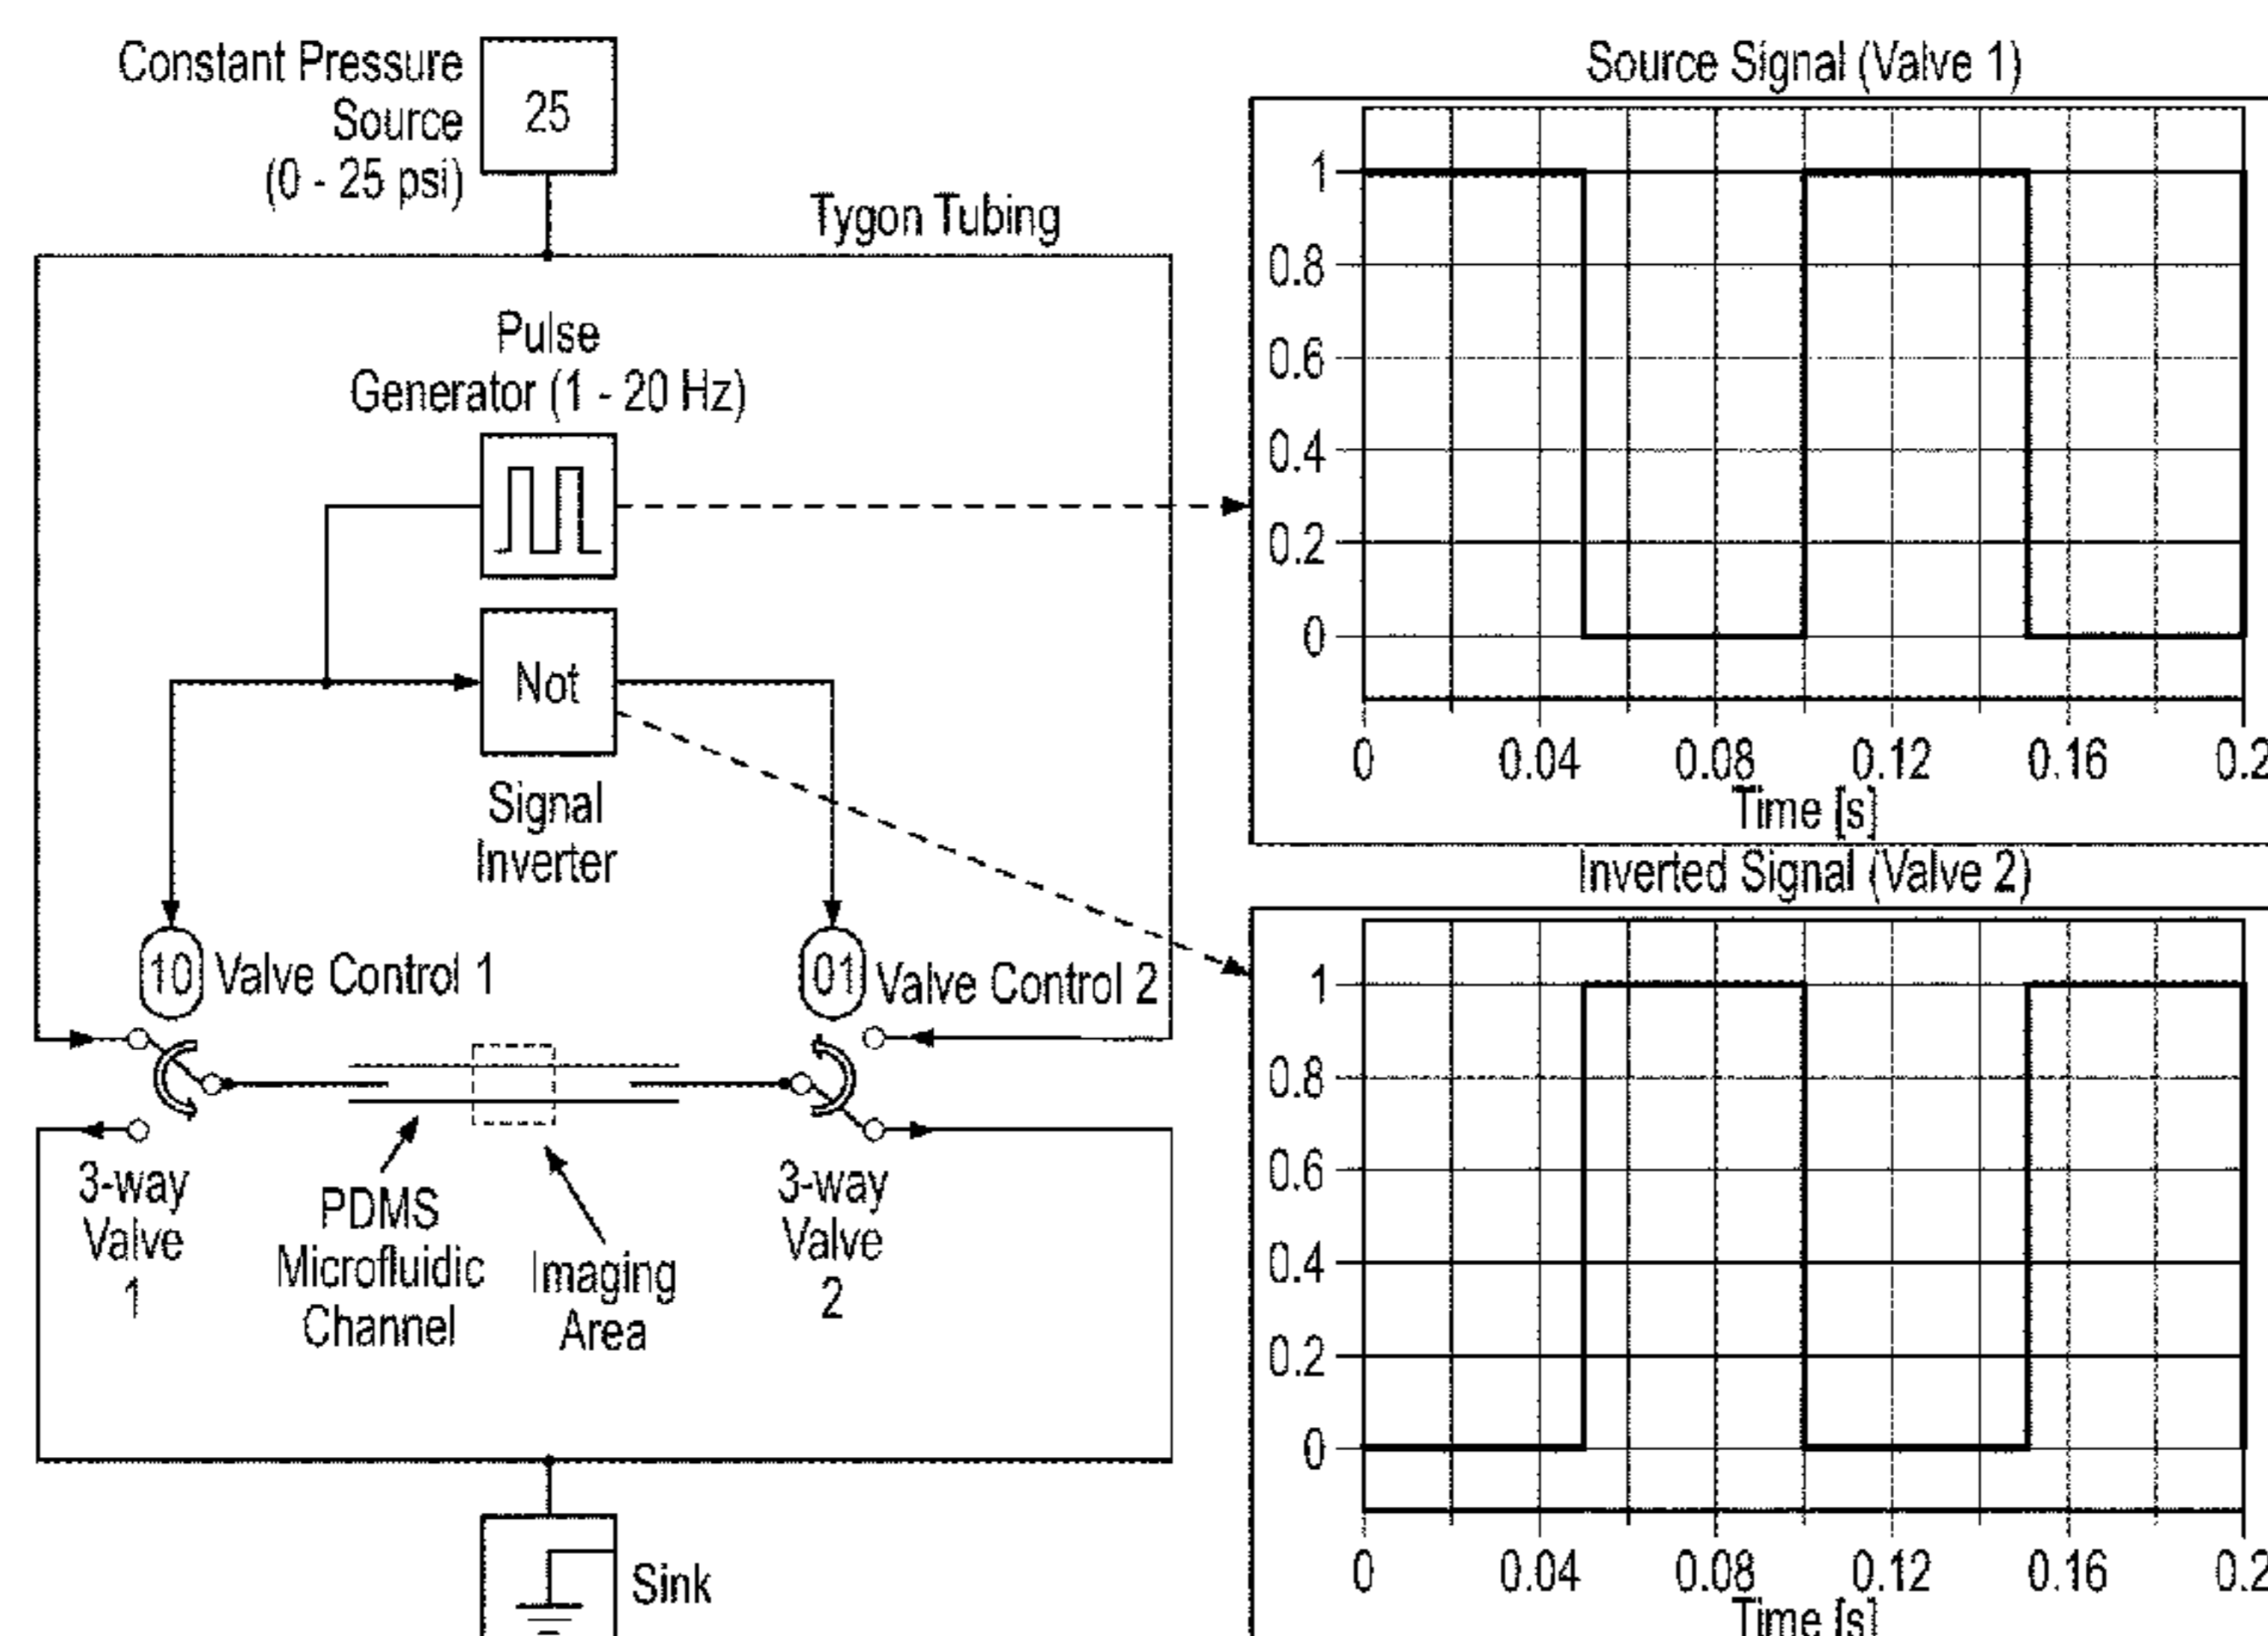 Constant Pressure
Source
(0 - 25 psi)
25
Tygon Tubing
Pulse
Generator (1 - 20 Hz)
Not
Signal
Inverter
10
Valve Control 1
01
Valve Control 2
3-way
Valve
1
PDMS
Microfluidic
Channel
Imaging
Area
3-way
Valve
2
Sink
Source Signal (Valve 1)
1
0.8
0.6
0.4
0.2
0
0 0.04 0.08 0.12 0.16 0.2
Time [s]
Inverted Signal (Valve 2)
1
0.8
0.6
0.4
0.2
0
0 0.04 0.08 0.12 0.16 0.2
Time [s]